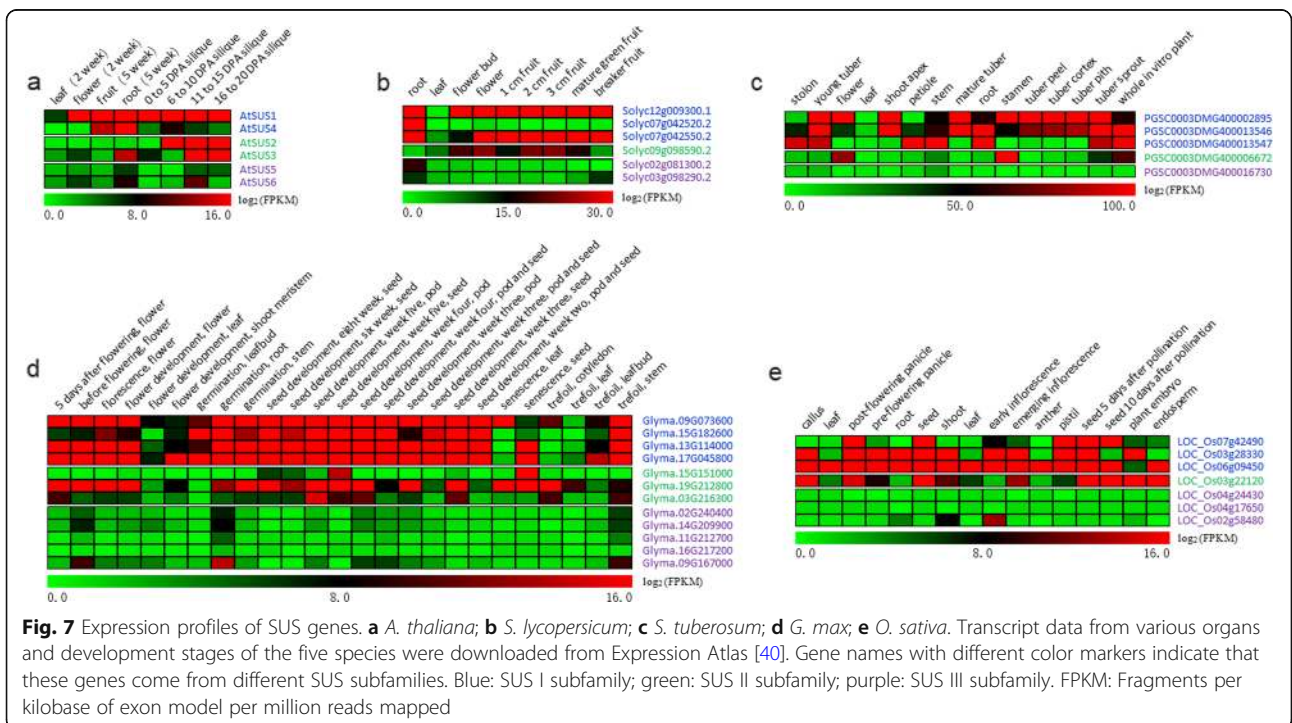 a
leaf（2 week）
flower（2 week）
fruit（5 week）
root（5 week）
0 to 5 DPA silique
6 to 10 DPA silique
11 to 15 DPA silique
16 to 20 DPA silique
AtSUS1
AtSUS4
AtSUS2
AtSUS3
AtSUS5
AtSUS6
log2(FPKM)
0. 0 8. 0 16. 0
b
root
leaf
flower bud
flower
1 cm fruit
2 cm fruit
3 cm fruit
mature green fruit
breaker fruit
Solyc12g009300.1
Solyc07g042520.2
Solyc07g042550.2
Solyc09g098590.2
Solyc02g081300.2
Solyc03g098290.2
log2(FPKM)
0. 0 15. 0 30. 0
c
stolon
young tuber
flower
leaf
shoot apex
petiole
stem
mature tuber
root
stamen
tuber peel
tuber cortex
tuber pith
tuber sprout
whole in vitro plant
PGSC0003DMG400002895
PGSC0003DMG400013546
PGSC0003DMG400013547
PGSC0003DMG400006672
PGSC0003DMG400016730
log2(FPKM)
0. 0 50. 0 100. 0
d
5 days after flowering, flower
before flowering, flower
florescence, flower
flower development, flower
flower development, leaf
flower development, shoot meristem
germination, leafbud
germination, root
germination, stem
seed development, eight week, seed
seed development, six week, seed
seed development, week five, pod
seed development, week five, seed
seed development, week four, pod
seed development, week four, pod and seed
seed development, week three, pod
seed development, week three, pod and seed
seed development, week three, seed
seed development, week two, pod and seed
senescence, leaf
senescence, seed
trefoil, cotyledon
trefoil, leaf
trefoil, leafbud
trefoil, stem
Glyma.09G073600
Glyma.15G182600
Glyma.13G114000
Glyma.17G045800
Glyma.15G151000
Glyma.19G212800
Glyma.03G216300
Glyma.02G240400
Glyma.14G209900
Glyma.11G212700
Glyma.16G217200
Glyma.09G167000
log2(FPKM)
0. 0 8. 0 16. 0
e
callus
leaf
post-flowering panicle
pre-flowering panicle
root
seed
shoot
leaf
early inflorescence
emerging inflorescence
anther
pistil
seed 5 days after pollination
seed 10 days after pollination
plant embryo
endosperm
LOC_Os07g42490
LOC_Os03g28330
LOC_Os06g09450
LOC_Os03g22120
LOC_Os04g24430
LOC_Os04g17650
LOC_Os02g58480
log2(FPKM)
0. 0 8. 0 16. 0
Fig. 7 Expression profiles of SUS genes. a A. thaliana; b S. lycopersicum; c S. tuberosum; d G. max; e O. sativa. Transcript data from various organs
and development stages of the five species were downloaded from Expression Atlas [40]. Gene names with different color markers indicate that
these genes come from different SUS subfamilies. Blue: SUS I subfamily; green: SUS II subfamily; purple: SUS III subfamily. FPKM: Fragments per
kilobase of exon model per million reads mapped